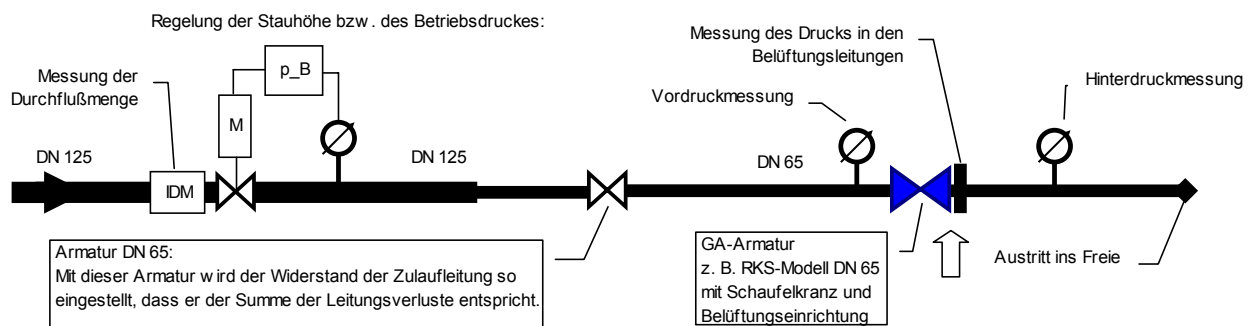 Regelung der Stauhöhe bzw. des Betriebsdruckes:
Messung der
Durchflußmenge
p_B
M
Messung des Drucks in den
Belüftungsleitungen
Vordruckmessung
Hinterdruckmessung
DN 125
DN 125
DN 65
IDM
Armatur DN 65:
Mit dieser Armatur wird der Widerstand der Zulaufleitung so
eingestellt, dass er der Summe der Leitungsverluste entspricht.
GA-Armatur
z. B. RKS-Modell DN 65
mit Schaufelkranz und
Belüftungseinrichtung
Austritt ins Freie